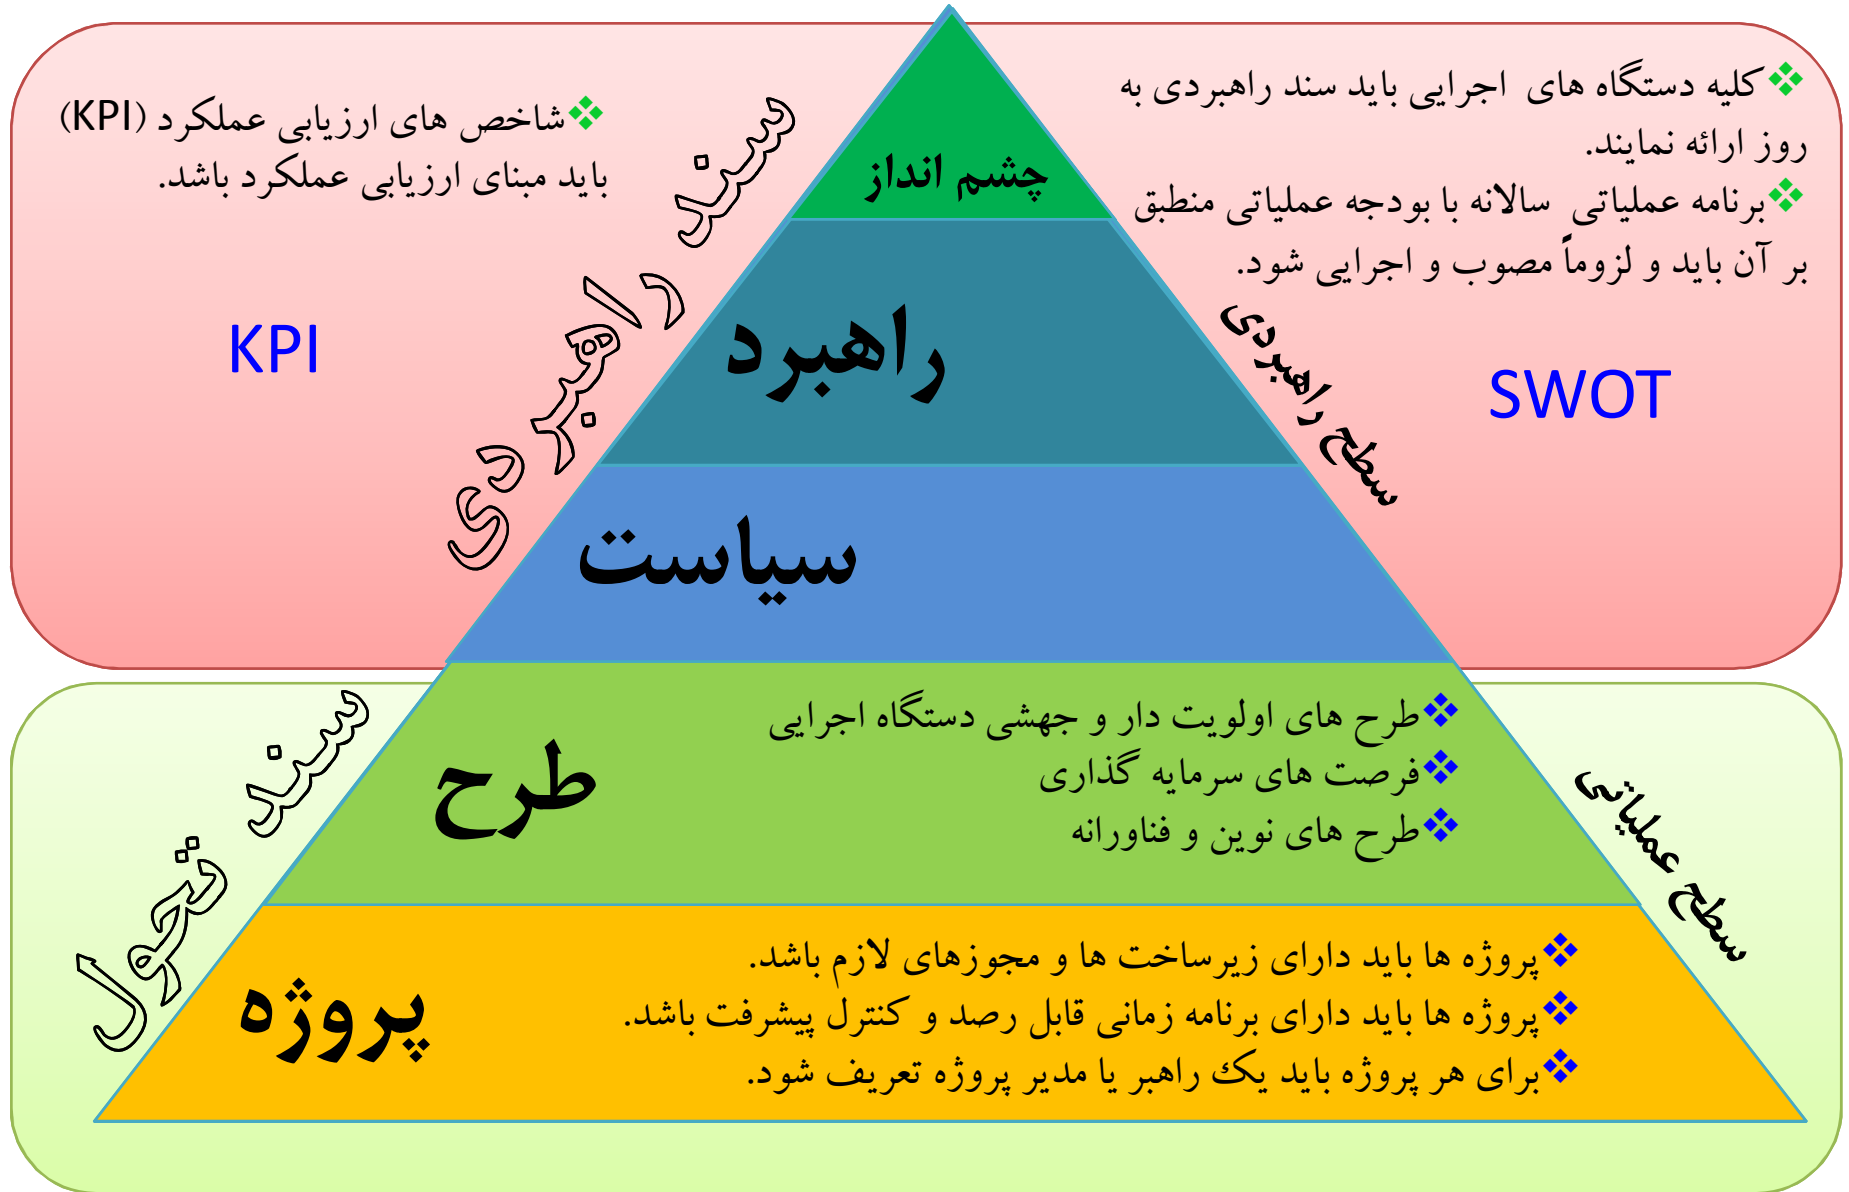 ❖کلیه دستگاه های اجرایی باید سند راهبردی به
روز ارائه نمایند.
❖برنامه عملیاتی سالانه با بودجه عملیاتی منطبق
بر آن باید و لزوماً مصوب و اجرایی شود.
SWOT
سطح راهبردی
چشم انداز
راهبرد
سیاست
سند راهبردی
❖شاخص های ارزیابی عملکرد (KPI)
باید مبنای ارزیابی عملکرد باشد.
KPI
سطح عملیاتی
طرح
❖طرح های اولویت دار و جهشی دستگاه اجرایی
❖فرصت های سرمایه گذاری
❖طرح های نوین و فناورانه
سند تحول
پروژه
❖پروژه ها باید دارای زیرساخت ها و مجوزهای لازم باشد.
❖پروژه ها باید دارای برنامه زمانی قابل رصد و کنترل پیشرفت باشد.
❖برای هر پروژه باید یک راهبر یا مدیر پروژه تعریف شود.